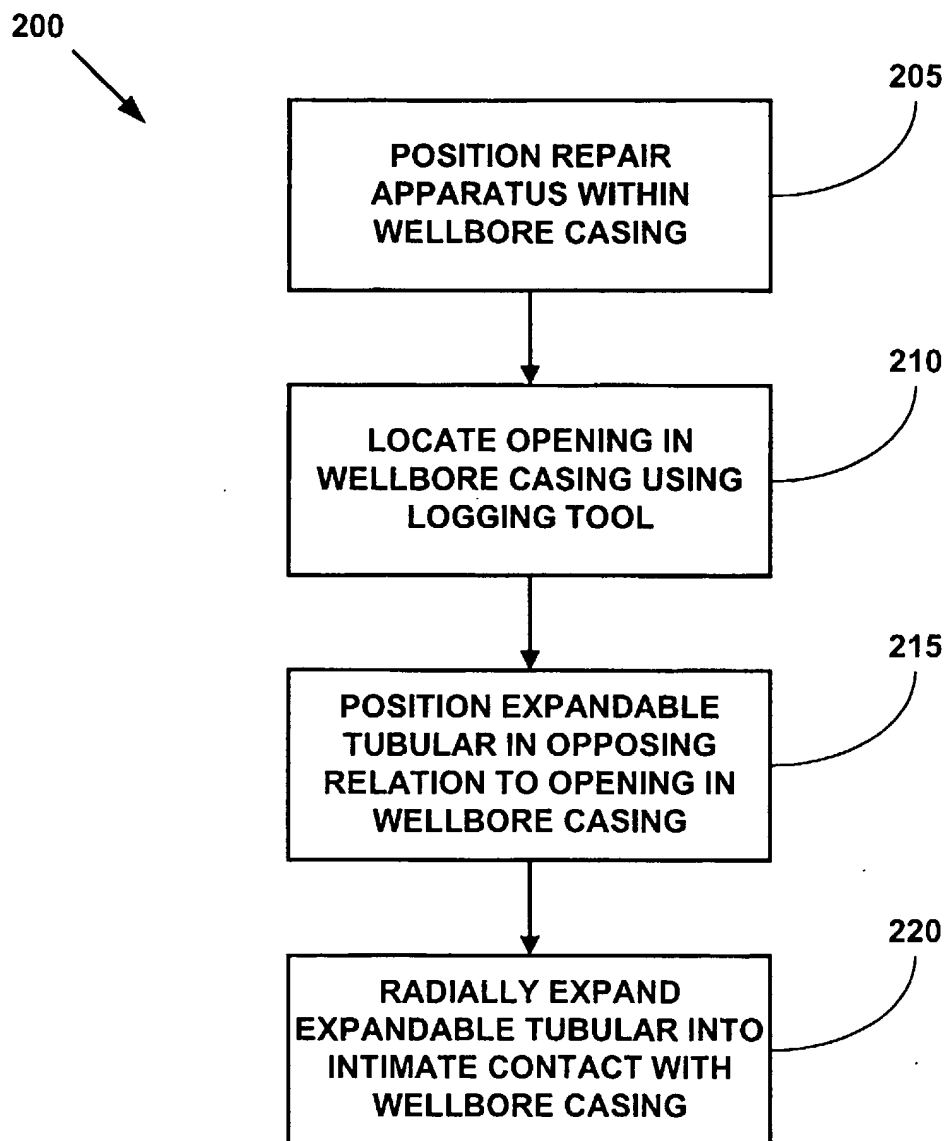 200
205
POSITION REPAIR
APPARATUS WITHIN
WELLBORE CASING
210
LOCATE OPENING IN
WELLBORE CASING USING
LOGGING TOOL
215
POSITION EXPANDABLE
TUBULAR IN OPPOSING
RELATION TO OPENING IN
WELLBORE CASING
220
RADIALLY EXPAND
EXPANDABLE TUBULAR INTO
INTIMATE CONTACT WITH
WELLBORE CASING